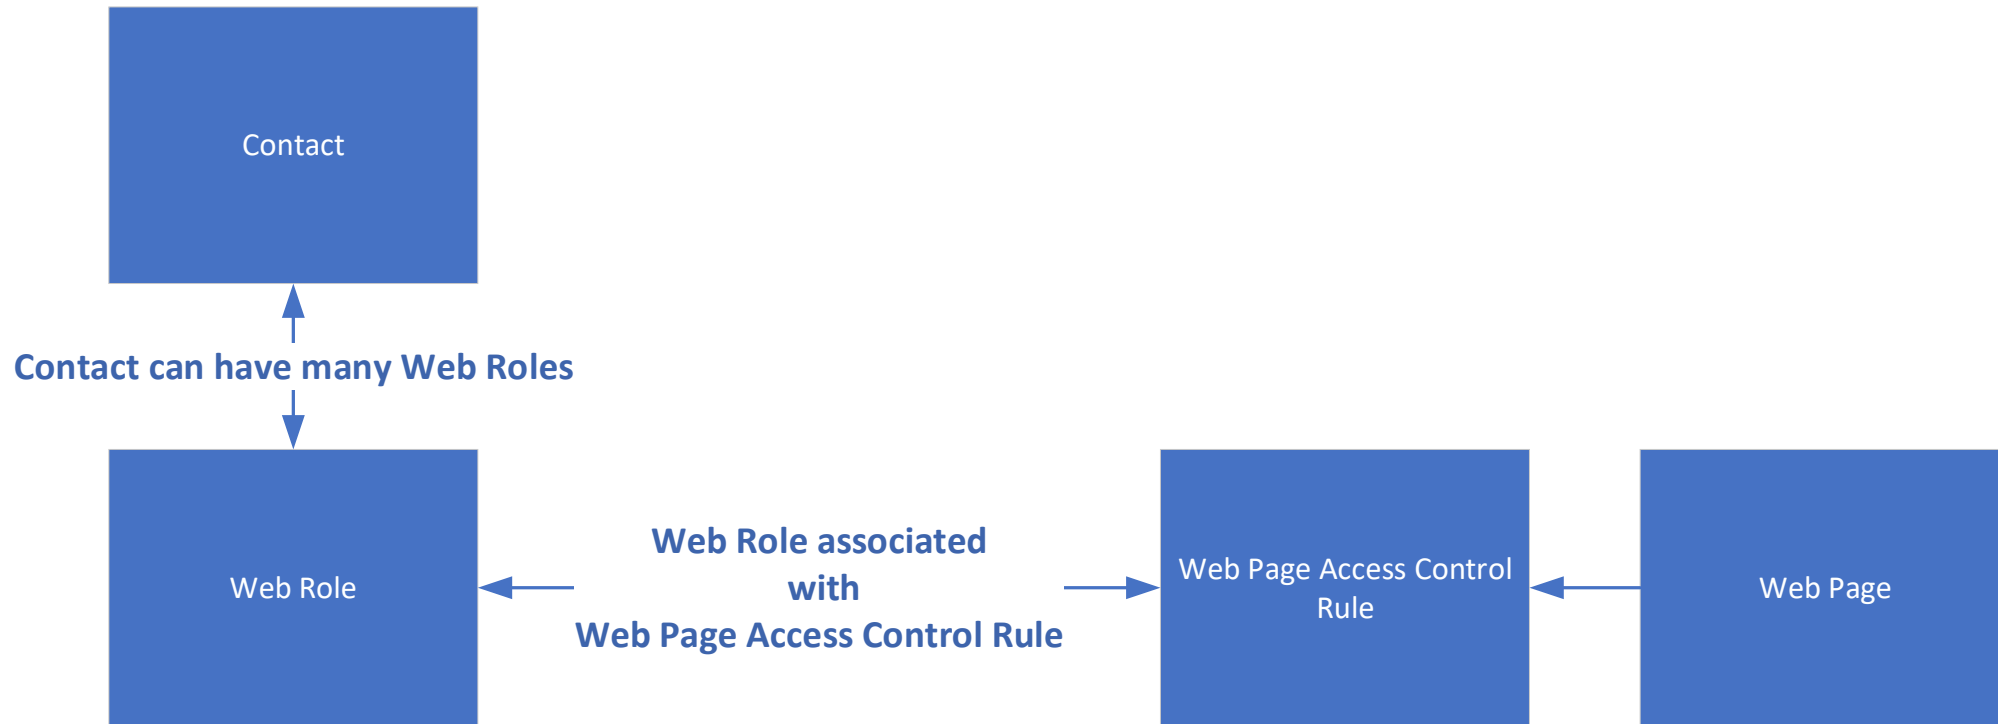 Contact
Contact can have many Web Roles
Web Role
Web Role associated
with
Web Page Access Control Rule
Web Page Access Control
Rule
Web Page